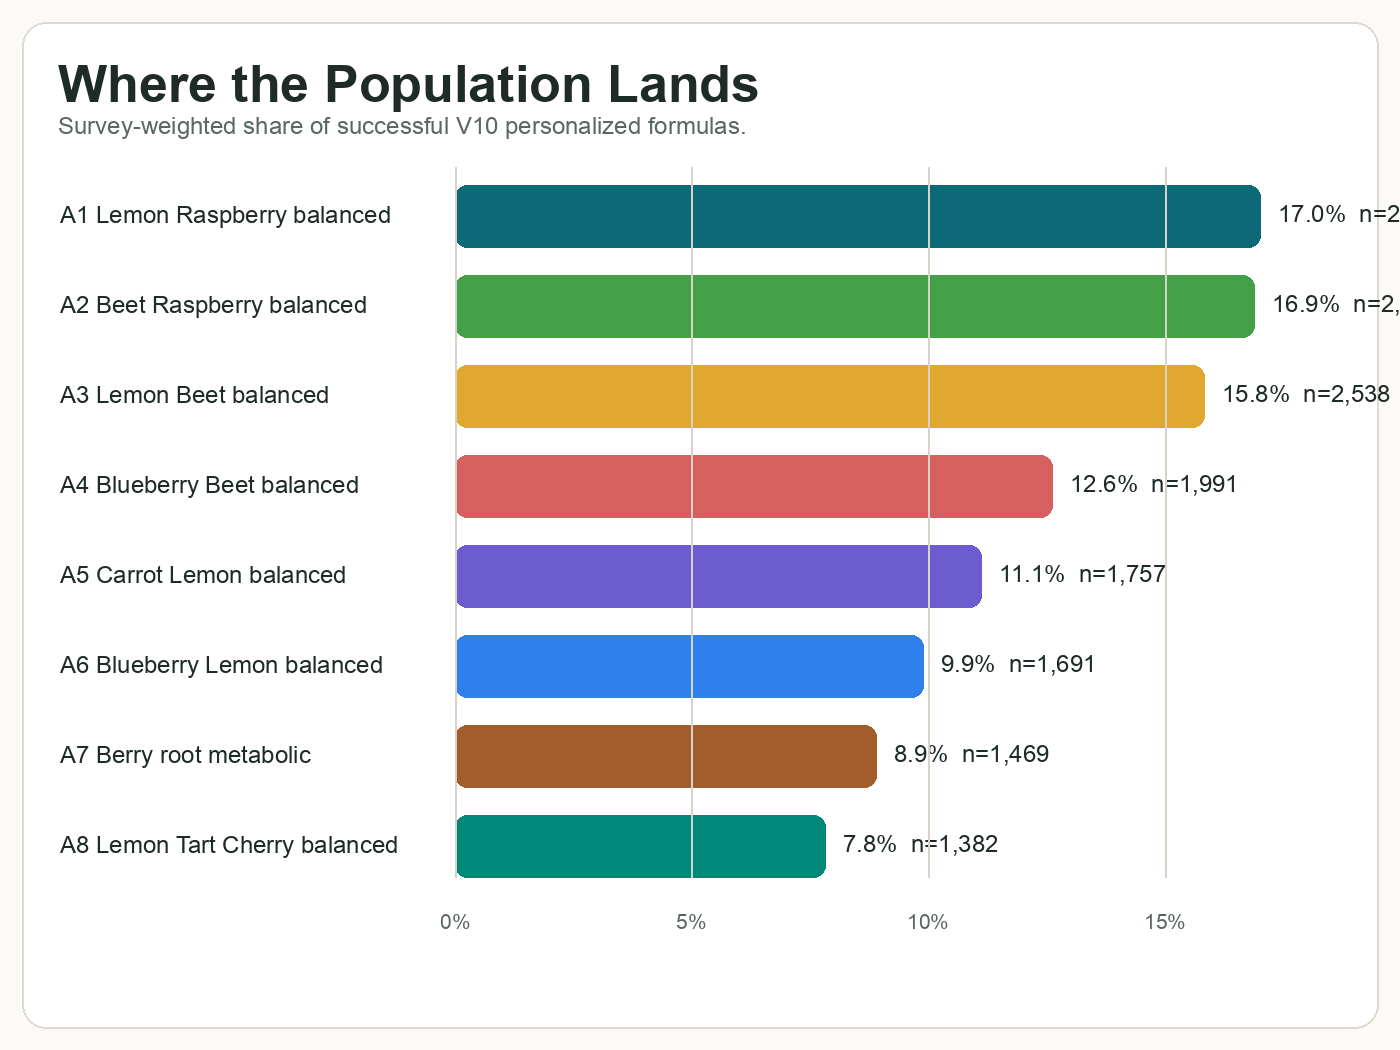 Where the Population Lands
Survey-weighted share of successful V10 personalized formulas.
A1 Lemon Raspberry balanced 17.0% n=2
A2 Beet Raspberry balanced 16.9% n=2,
A3 Lemon Beet balanced 15.8% n=2,538
A4 Blueberry Beet balanced 12.6% n=1,991
A5 Carrot Lemon balanced 11.1% n=1,757
A6 Blueberry Lemon balanced 9.9% n=1,691
A7 Berry root metabolic 8.9% n=1,469
A8 Lemon Tart Cherry balanced 7.8% n=1,382
0% 5% 10% 15%